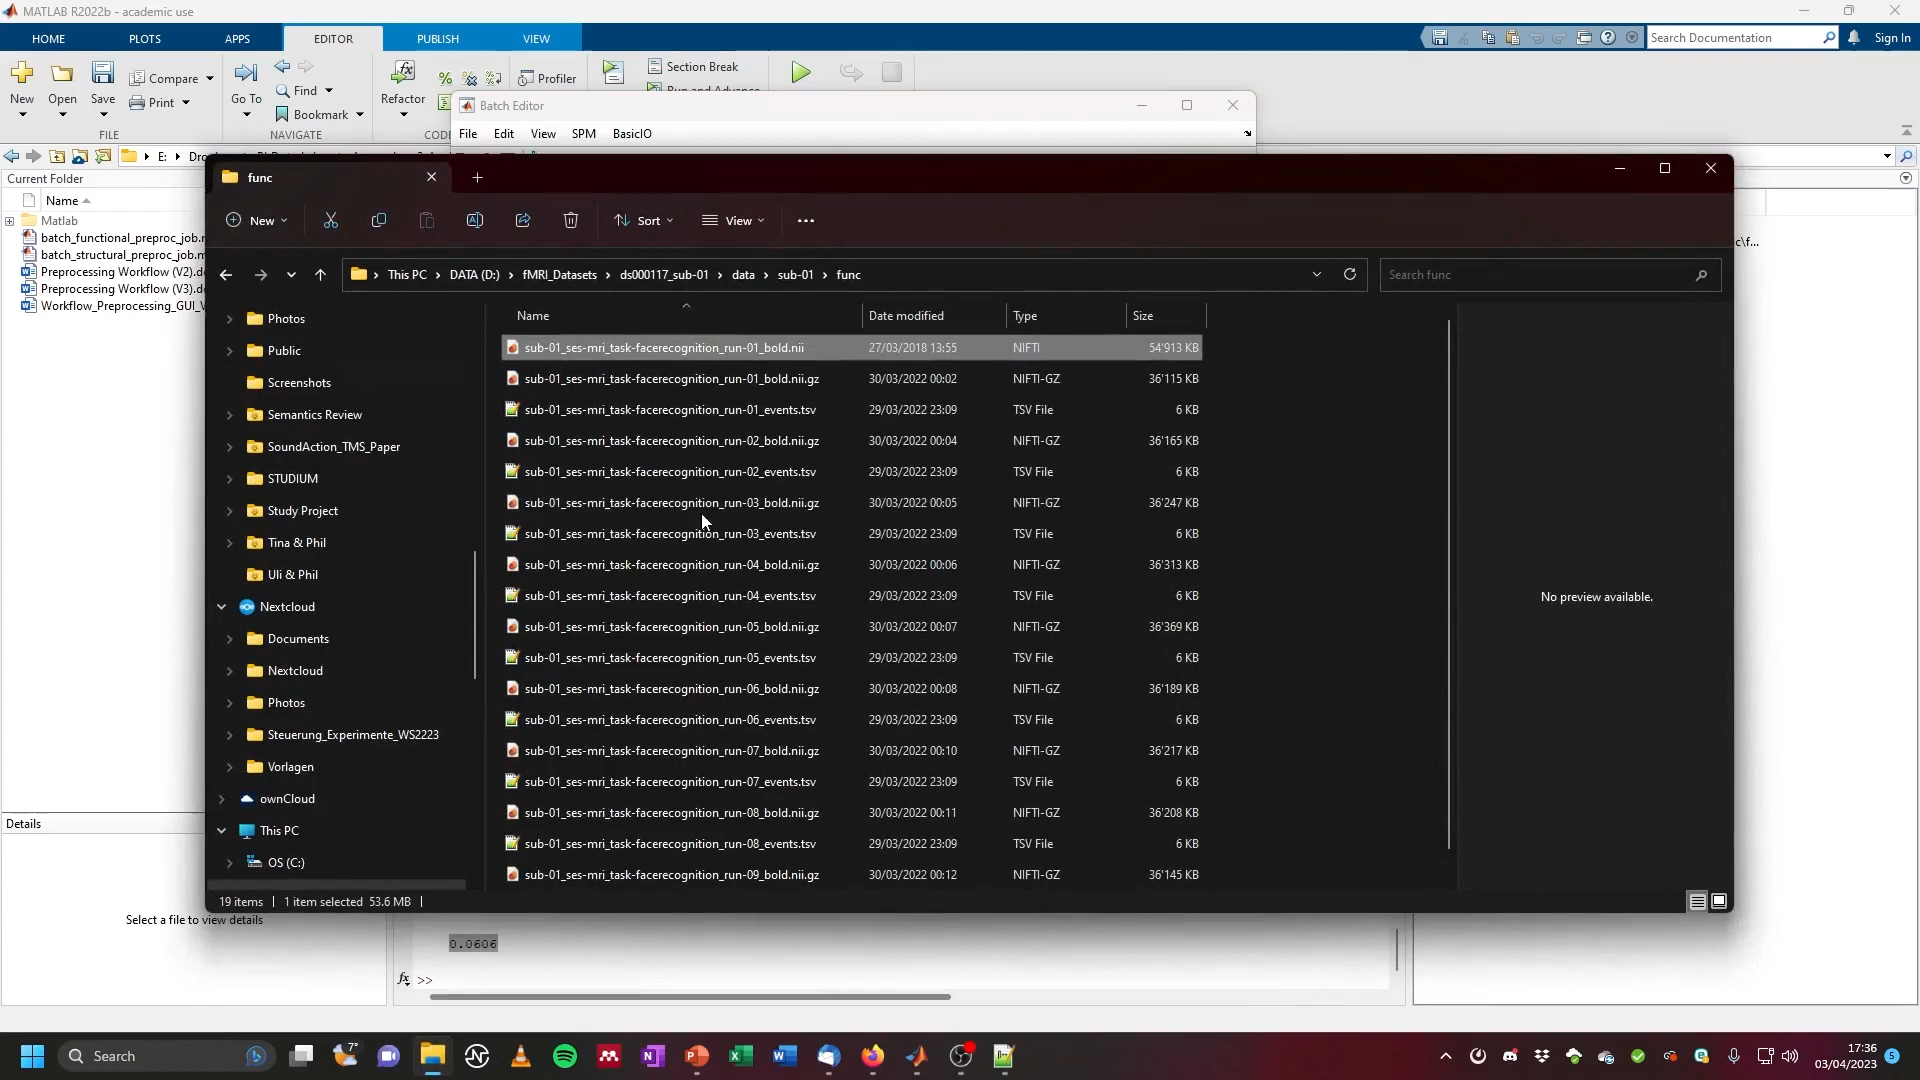 MATLAB R2022b - academic use
HOME PLOTS APPS EDITOR PUBLISH VIEW
Search Documentation Sign In
New Open Save Compare Print
Go To Find Bookmark
Refactor Profiler Section Break
Run and Advance
FILE NAVIGATE
Batch Editor
File Edit View SPM BasicIO
E:
Current Folder
Name
Matlab
batch_functional_preproc_job.
batch_structural_preproc_job.m
Preprocessing Workflow (V2).d
Preprocessing Workflow (V3).d
Workflow_Preprocessing_GUI_V
c\f...
func
New Sort View
This PC DATA (D:) fMRI_Datasets ds000117_sub-01 data sub-01 func
Search func
Photos
Public
Screenshots
Semantics Review
SoundAction_TMS_Paper
STUDIUM
Study Project
Tina & Phil
Uli & Phil
Nextcloud
Documents
Nextcloud
Photos
Steuerung_Experimente_WS2223
Vorlagen
ownCloud
This PC
OS (C:)
Name Date modified Type Size
sub-01_ses-mri_task-facerecognition_run-01_bold.nii 27/03/2018 13:55 NIFTI 54'913 KB
sub-01_ses-mri_task-facerecognition_run-01_bold.nii.gz 30/03/2022 00:02 NIFTI-GZ 36'115 KB
sub-01_ses-mri_task-facerecognition_run-01_events.tsv 29/03/2022 23:09 TSV File 6 KB
sub-01_ses-mri_task-facerecognition_run-02_bold.nii.gz 30/03/2022 00:04 NIFTI-GZ 36'165 KB
sub-01_ses-mri_task-facerecognition_run-02_events.tsv 29/03/2022 23:09 TSV File 6 KB
sub-01_ses-mri_task-facerecognition_run-03_bold.nii.gz 30/03/2022 00:05 NIFTI-GZ 36'247 KB
sub-01_ses-mri_task-facerecognition_run-03_events.tsv 29/03/2022 23:09 TSV File 6 KB
sub-01_ses-mri_task-facerecognition_run-04_bold.nii.gz 30/03/2022 00:06 NIFTI-GZ 36'313 KB
sub-01_ses-mri_task-facerecognition_run-04_events.tsv 29/03/2022 23:09 TSV File 6 KB
sub-01_ses-mri_task-facerecognition_run-05_bold.nii.gz 30/03/2022 00:07 NIFTI-GZ 36'369 KB
sub-01_ses-mri_task-facerecognition_run-05_events.tsv 29/03/2022 23:09 TSV File 6 KB
sub-01_ses-mri_task-facerecognition_run-06_bold.nii.gz 30/03/2022 00:08 NIFTI-GZ 36'189 KB
sub-01_ses-mri_task-facerecognition_run-06_events.tsv 29/03/2022 23:09 TSV File 6 KB
sub-01_ses-mri_task-facerecognition_run-07_bold.nii.gz 30/03/2022 00:10 NIFTI-GZ 36'217 KB
sub-01_ses-mri_task-facerecognition_run-07_events.tsv 29/03/2022 23:09 TSV File 6 KB
sub-01_ses-mri_task-facerecognition_run-08_bold.nii.gz 30/03/2022 00:11 NIFTI-GZ 36'208 KB
sub-01_ses-mri_task-facerecognition_run-08_events.tsv 29/03/2022 23:09 TSV File 6 KB
sub-01_ses-mri_task-facerecognition_run-09_bold.nii.gz 30/03/2022 00:12 NIFTI-GZ 36'145 KB
No preview available.
19 items 1 item selected 53.6 MB
Details
Select a file to view details
0.0606
fx >>
Search
7°
17:36
03/04/2023
5